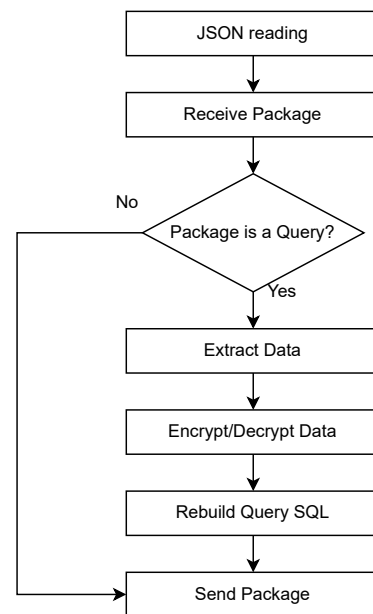 JSON reading
Receive Package
No
Package is a Query?
Yes
Extract Data
Encrypt/Decrypt Data
Rebuild Query SQL
Send Package